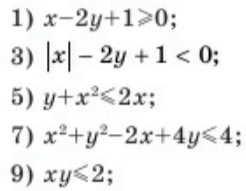 1) x−2y+1⩾0;
3) |x| − 2y + 1 < 0;
5) y+x²⩽2x;
7) x²+y²−2x+4y⩽4;
9) xy⩽2;